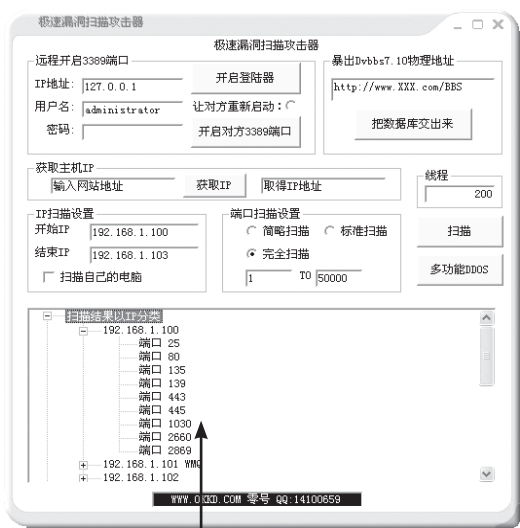 极速漏洞扫描攻击器
极速漏洞扫描攻击器
远程开启3389端口
IP地址: 127.0.0.1
开启登陆器
用户名: administrator
让对方重新启动:
密码:
开启对方3389端口
暴出Dvbbs7.10物理地址
http://www.XXX.com/BBS
把数据库交出来
获取主机IP
输入网站地址
获取IP
取得IP地址
线程
200
IP扫描设置
开始IP 192.168.1.100
结束IP 192.168.1.103
扫描自己的电脑
端口扫描设置
简略扫描 标准扫描
完全扫描
1 TO 50000
扫描
多功能DDOS
扫描结果以IP分类
192.168.1.100
端口 25
端口 80
端口 135
端口 139
端口 443
端口 445
端口 1030
端口 2660
端口 2869
192.168.1.101 WMQ
192.168.1.102
零号 QQ:14100659